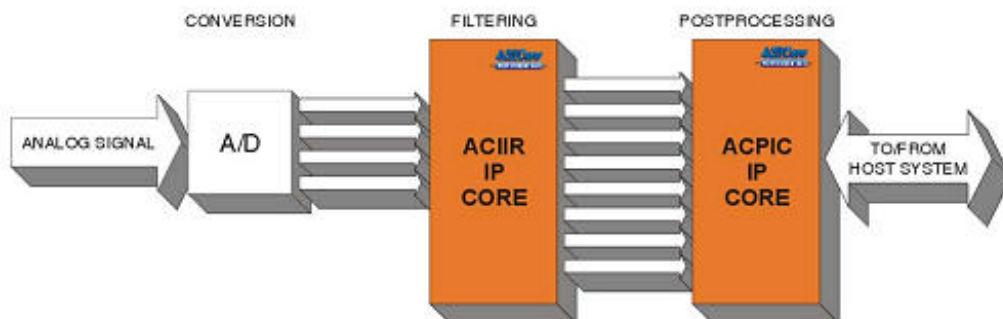 CONVERSION
FILTERING
POSTPROCESSING
ANALOG SIGNAL
A/D
ACIIR
IP
CORE
ACPIC
IP
CORE
TO/FROM
HOST SYSTEM